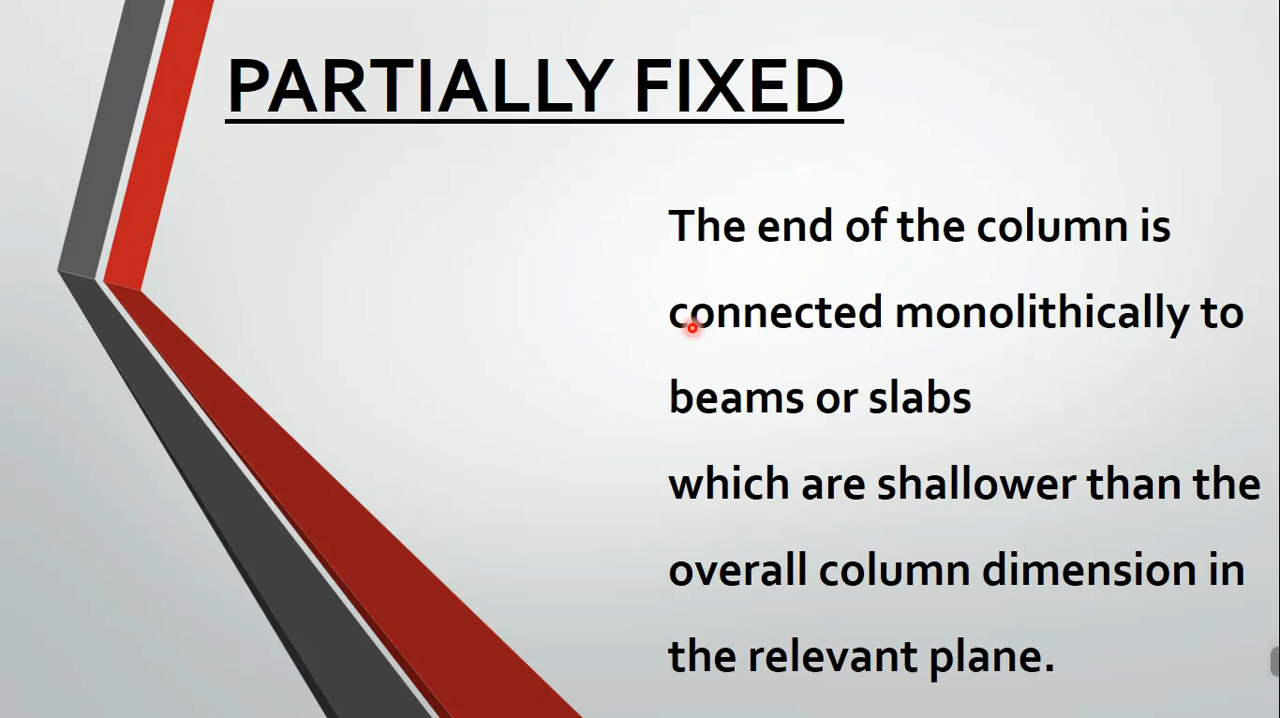 PARTIALLY FIXED
The end of the column is
connected monolithically to
beams or slabs
which are shallower than the
overall column dimension in
the relevant plane.